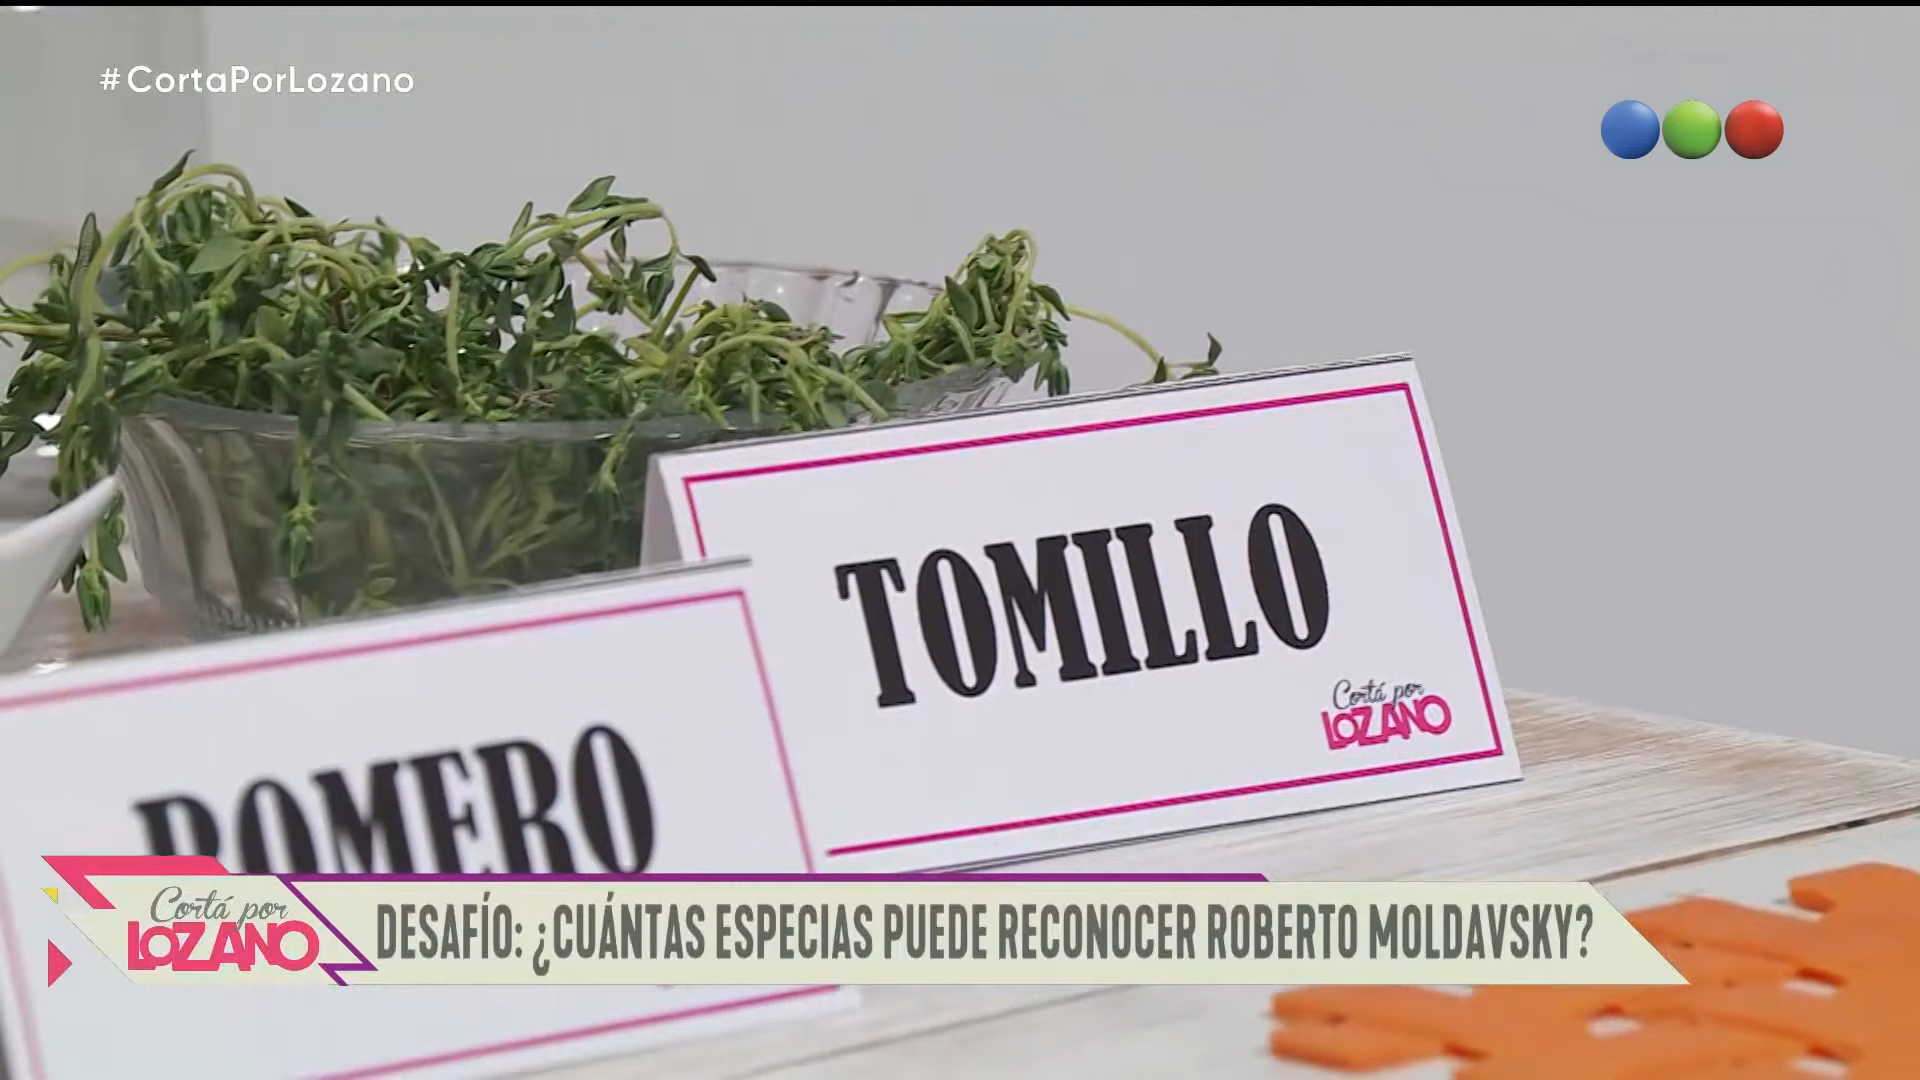 #CortaPorLozano
TOMILLO
Cortá por
LOZANO
ROMERO
Cortá por
LOZANO
DESAFÍO: ¿CUÁNTAS ESPECIAS PUEDE RECONOCER ROBERTO MOLDAVSKY?